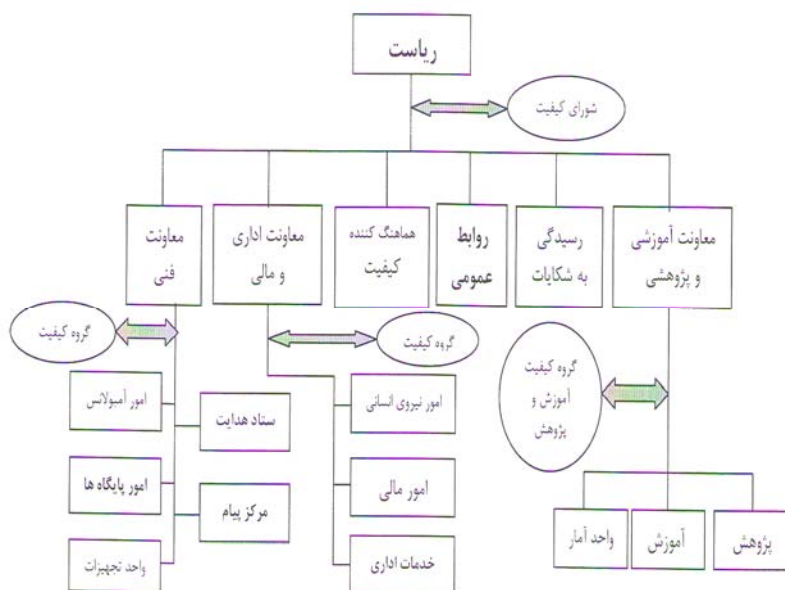 ریاست
شورای کیفیت
معاونت آموزشی
و پژوهشی
رسیدگی
به شکایات
روابط
عمومی
هماهنگ کننده
کیفیت
معاونت اداری
و مالی
معاونت
فنی
گروه کیفیت
آموزش و
پژوهش
گروه کیفیت
گروه کیفیت
پژوهش
آموزش
واحد آمار
امور نیروی انسانی
امور مالی
خدمات اداری
ستاد هدایت
مرکز پیام
امور آمبولانس
امور پایگاه ها
واحد تجهیزات